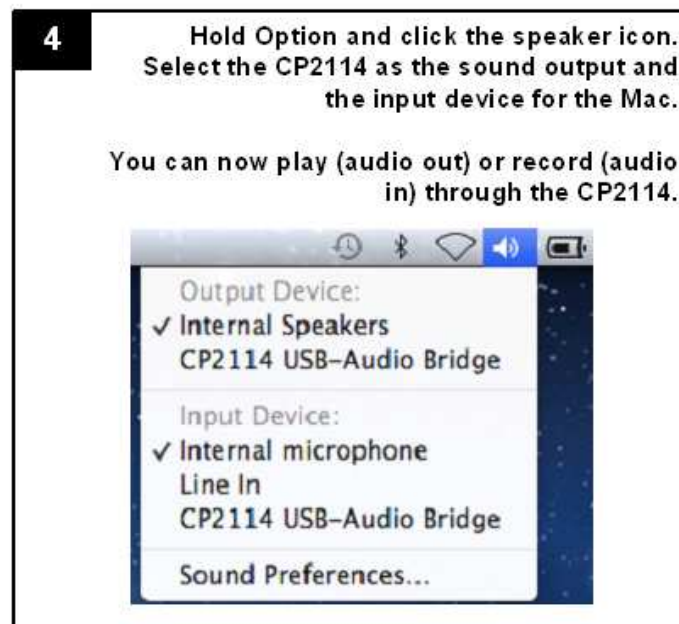 4
Hold Option and click the speaker icon.
Select the CP2114 as the sound output and
the input device for the Mac.
You can now play (audio out) or record (audio
in) through the CP2114.
Output Device:
✓ Internal Speakers
CP2114 USB-Audio Bridge
Input Device:
✓ Internal microphone
Line In
CP2114 USB-Audio Bridge
Sound Preferences...